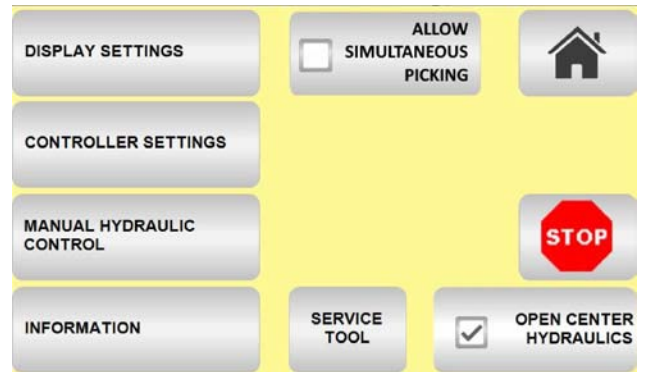 DISPLAY SETTINGS
ALLOW
SIMULTANEOUS
PICKING
CONTROLLER SETTINGS
MANUAL HYDRAULIC
CONTROL
STOP
INFORMATION
SERVICE
TOOL
OPEN CENTER
HYDRAULICS